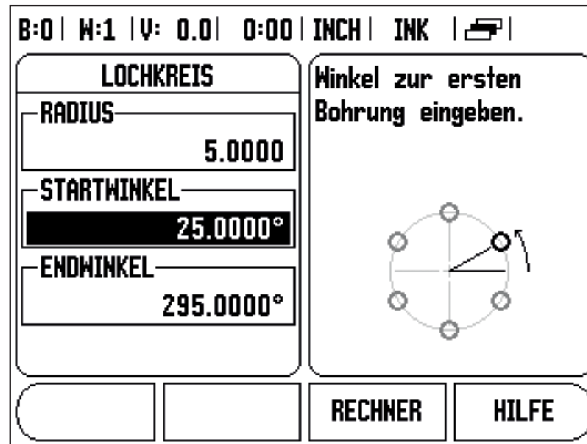 B:0 | W:1 | V: 0.0 | 0:00 | INCH | INK
LOCHKREIS
RADIUS
5.0000
STARTWINKEL
25.0000°
ENDWINKEL
295.0000°
Winkel zur ersten
Bohrung eingeben.
RECHNER
HILFE